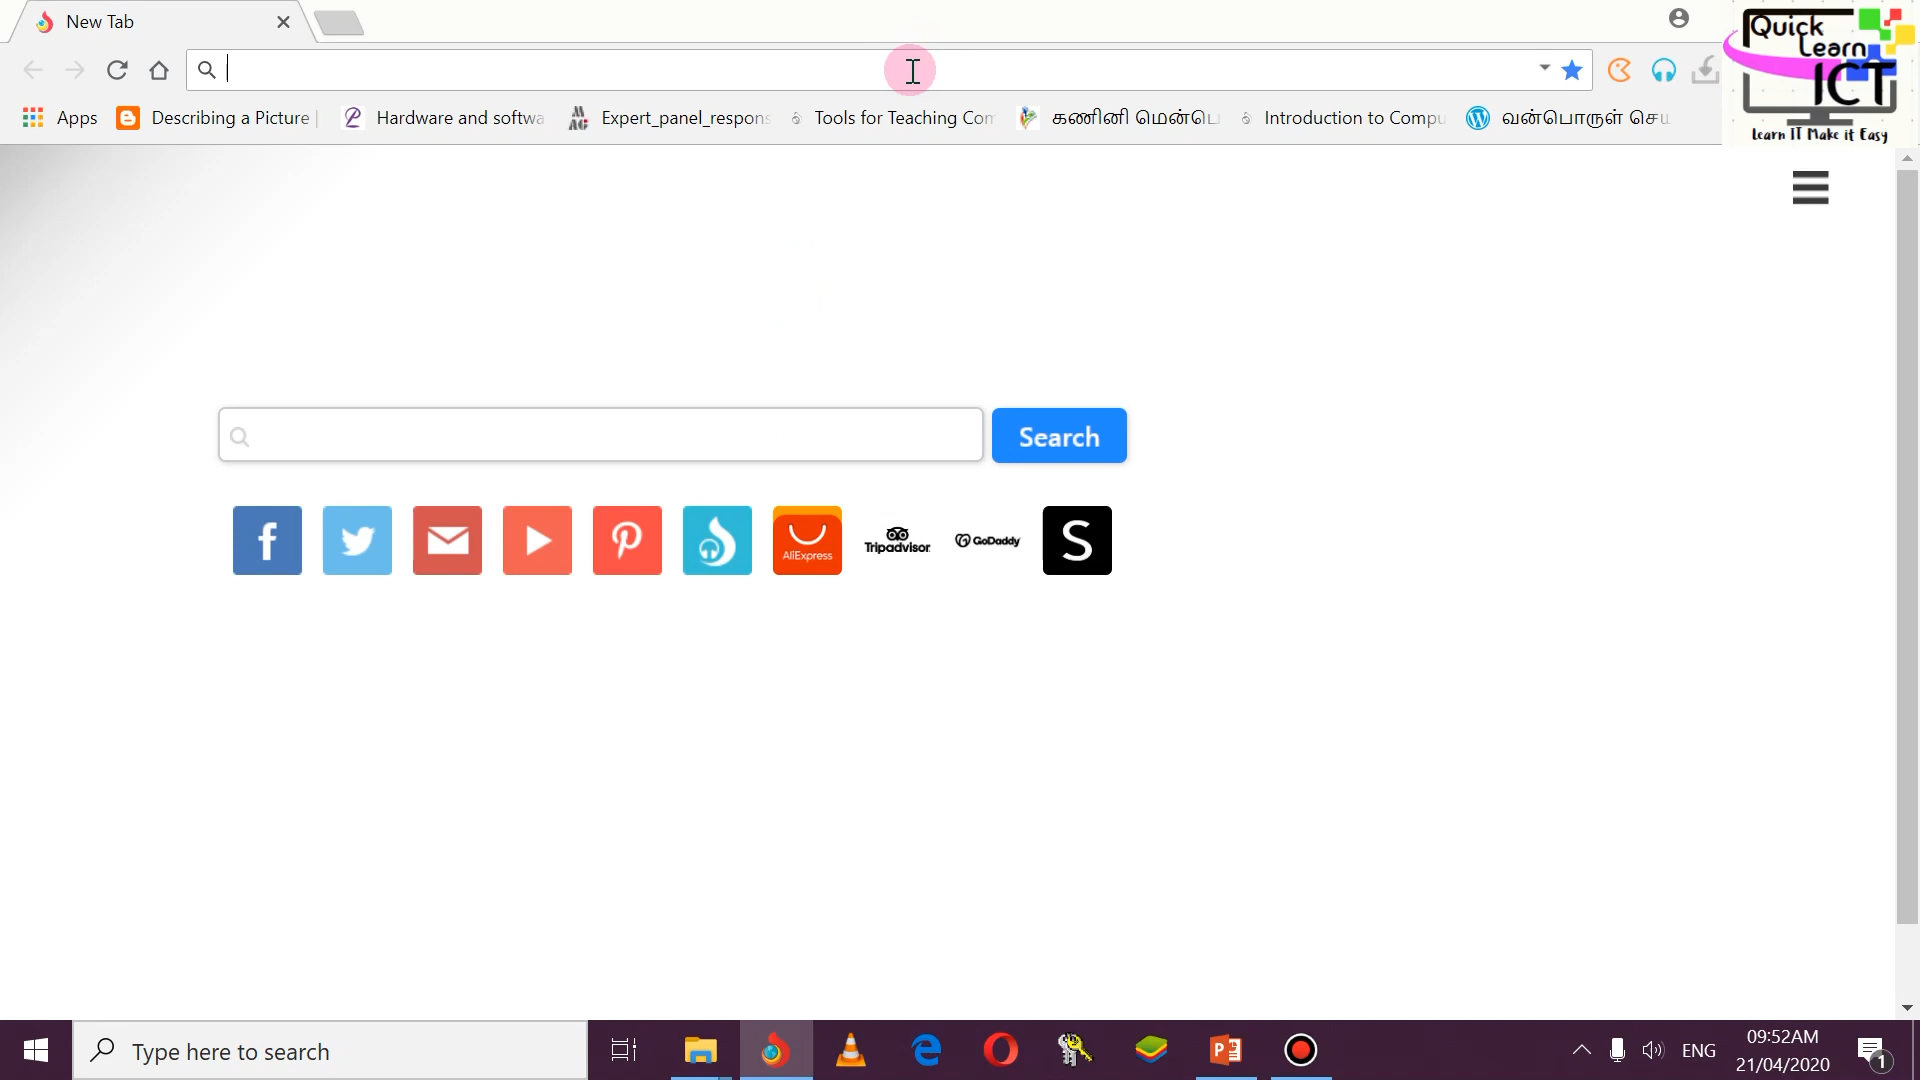 New Tab
Quick
Learn
ICT
Learn IT Make it Easy
Apps
Describing a Picture
Hardware and softwa
Expert_panel_respons
Tools for Teaching Com
கணினி மென்பொ
Introduction to Compu
வன்பொருள் செய
Search
f
AliExpress
Tripadvisor
GoDaddy
S
Type here to search
ENG
09:52AM
21/04/2020
1